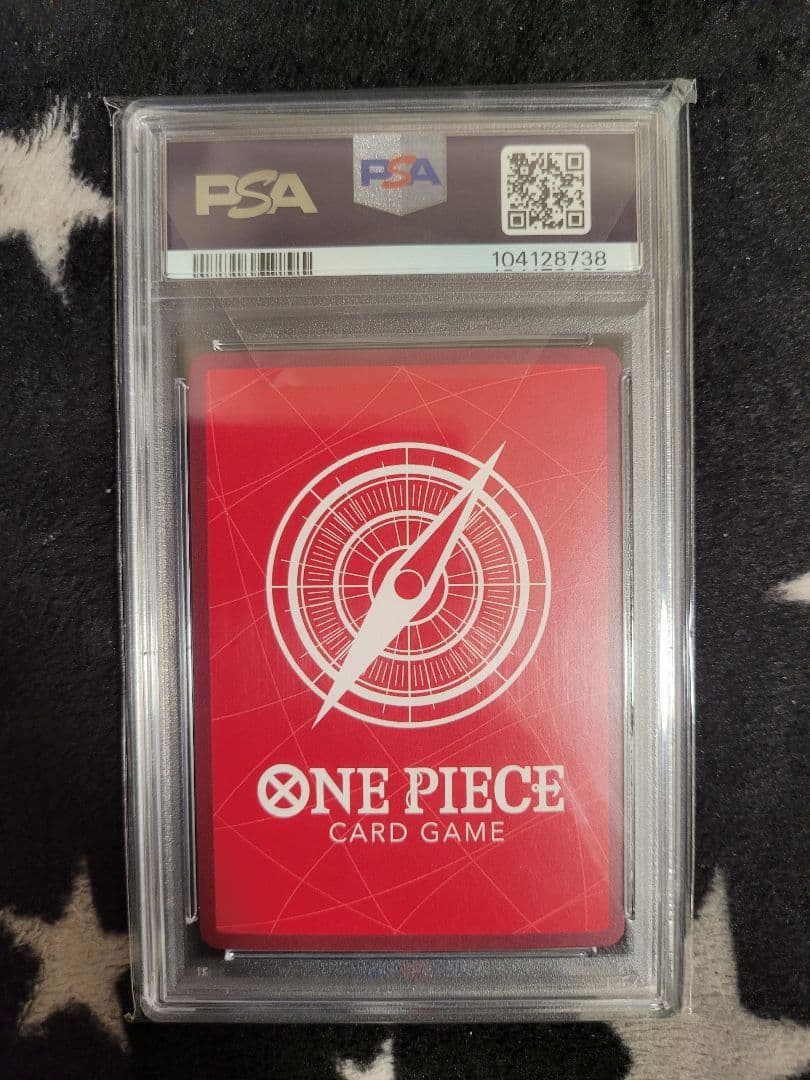 PSA
PSA
104128738
ONE PIECE
CARD GAME